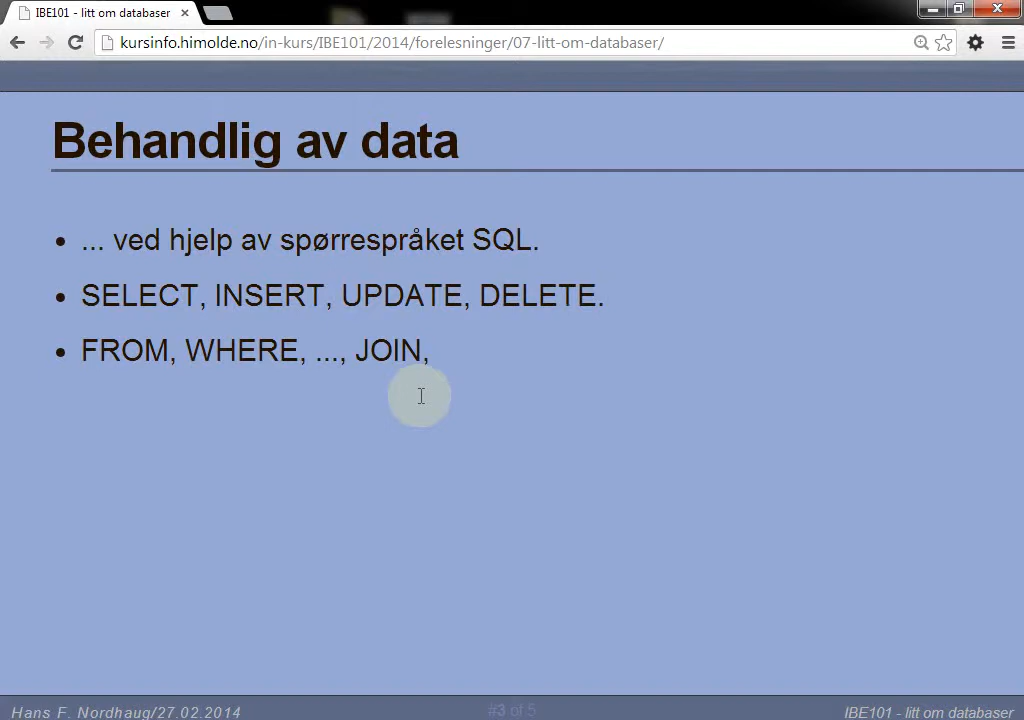 IBE101 - litt om databaser
kursinfo.himolde.no/in-kurs/IBE101/2014/forelesninger/07-litt-om-databaser/
Behandlig av data
... ved hjelp av spørrespråket SQL.
SELECT, INSERT, UPDATE, DELETE.
FROM, WHERE, ..., JOIN,
Hans F. Nordhaug/27.02.2014
#3 of 5
IBE101 - litt om databaser